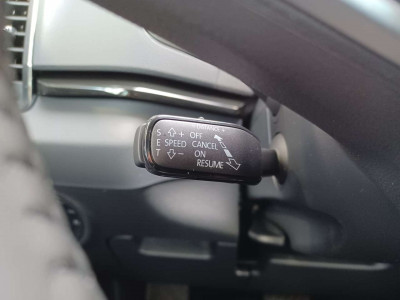 S ⇧ + OFF
E SPEED CANCEL
T ⇩ − ON
RESUME